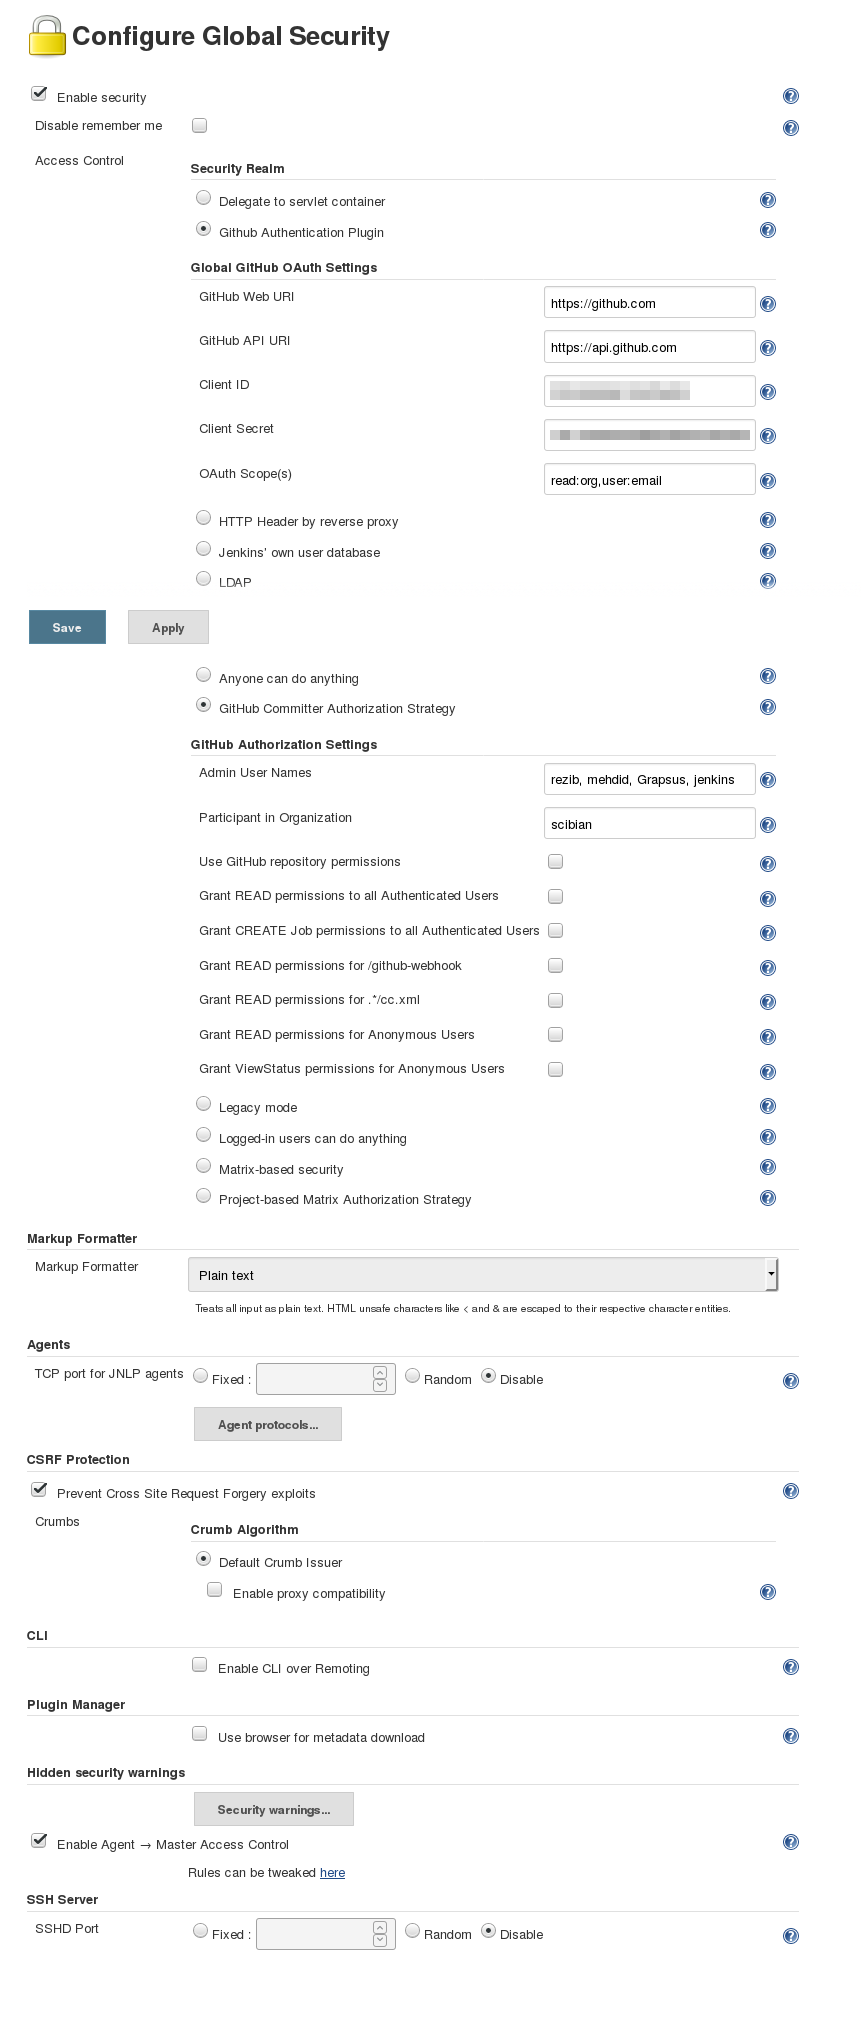 Configure Global Security
Enable security
Disable remember me
Access Control
Security Realm
Delegate to servlet container
Github Authentication Plugin
Global GitHub OAuth Settings
GitHub Web URI https://github.com
GitHub API URI https://api.github.com
Client ID
Client Secret
OAuth Scope(s) read:org,user:email
HTTP Header by reverse proxy
Jenkins' own user database
LDAP
Save Apply
Anyone can do anything
GitHub Committer Authorization Strategy
GitHub Authorization Settings
Admin User Names rezib, mehdid, Grapsus, jenkins
Participant in Organization scibian
Use GitHub repository permissions
Grant READ permissions to all Authenticated Users
Grant CREATE Job permissions to all Authenticated Users
Grant READ permissions for /github-webhook
Grant READ permissions for .*/cc.xml
Grant READ permissions for Anonymous Users
Grant ViewStatus permissions for Anonymous Users
Legacy mode
Logged-in users can do anything
Matrix-based security
Project-based Matrix Authorization Strategy
Markup Formatter
Markup Formatter Plain text
Treats all input as plain text. HTML unsafe characters like < and & are escaped to their respective character entities.
Agents
TCP port for JNLP agents Fixed : Random Disable
Agent protocols...
CSRF Protection
Prevent Cross Site Request Forgery exploits
Crumbs
Crumb Algorithm
Default Crumb Issuer
Enable proxy compatibility
CLI
Enable CLI over Remoting
Plugin Manager
Use browser for metadata download
Hidden security warnings
Security warnings...
Enable Agent → Master Access Control
Rules can be tweaked here
SSH Server
SSHD Port Fixed : Random Disable